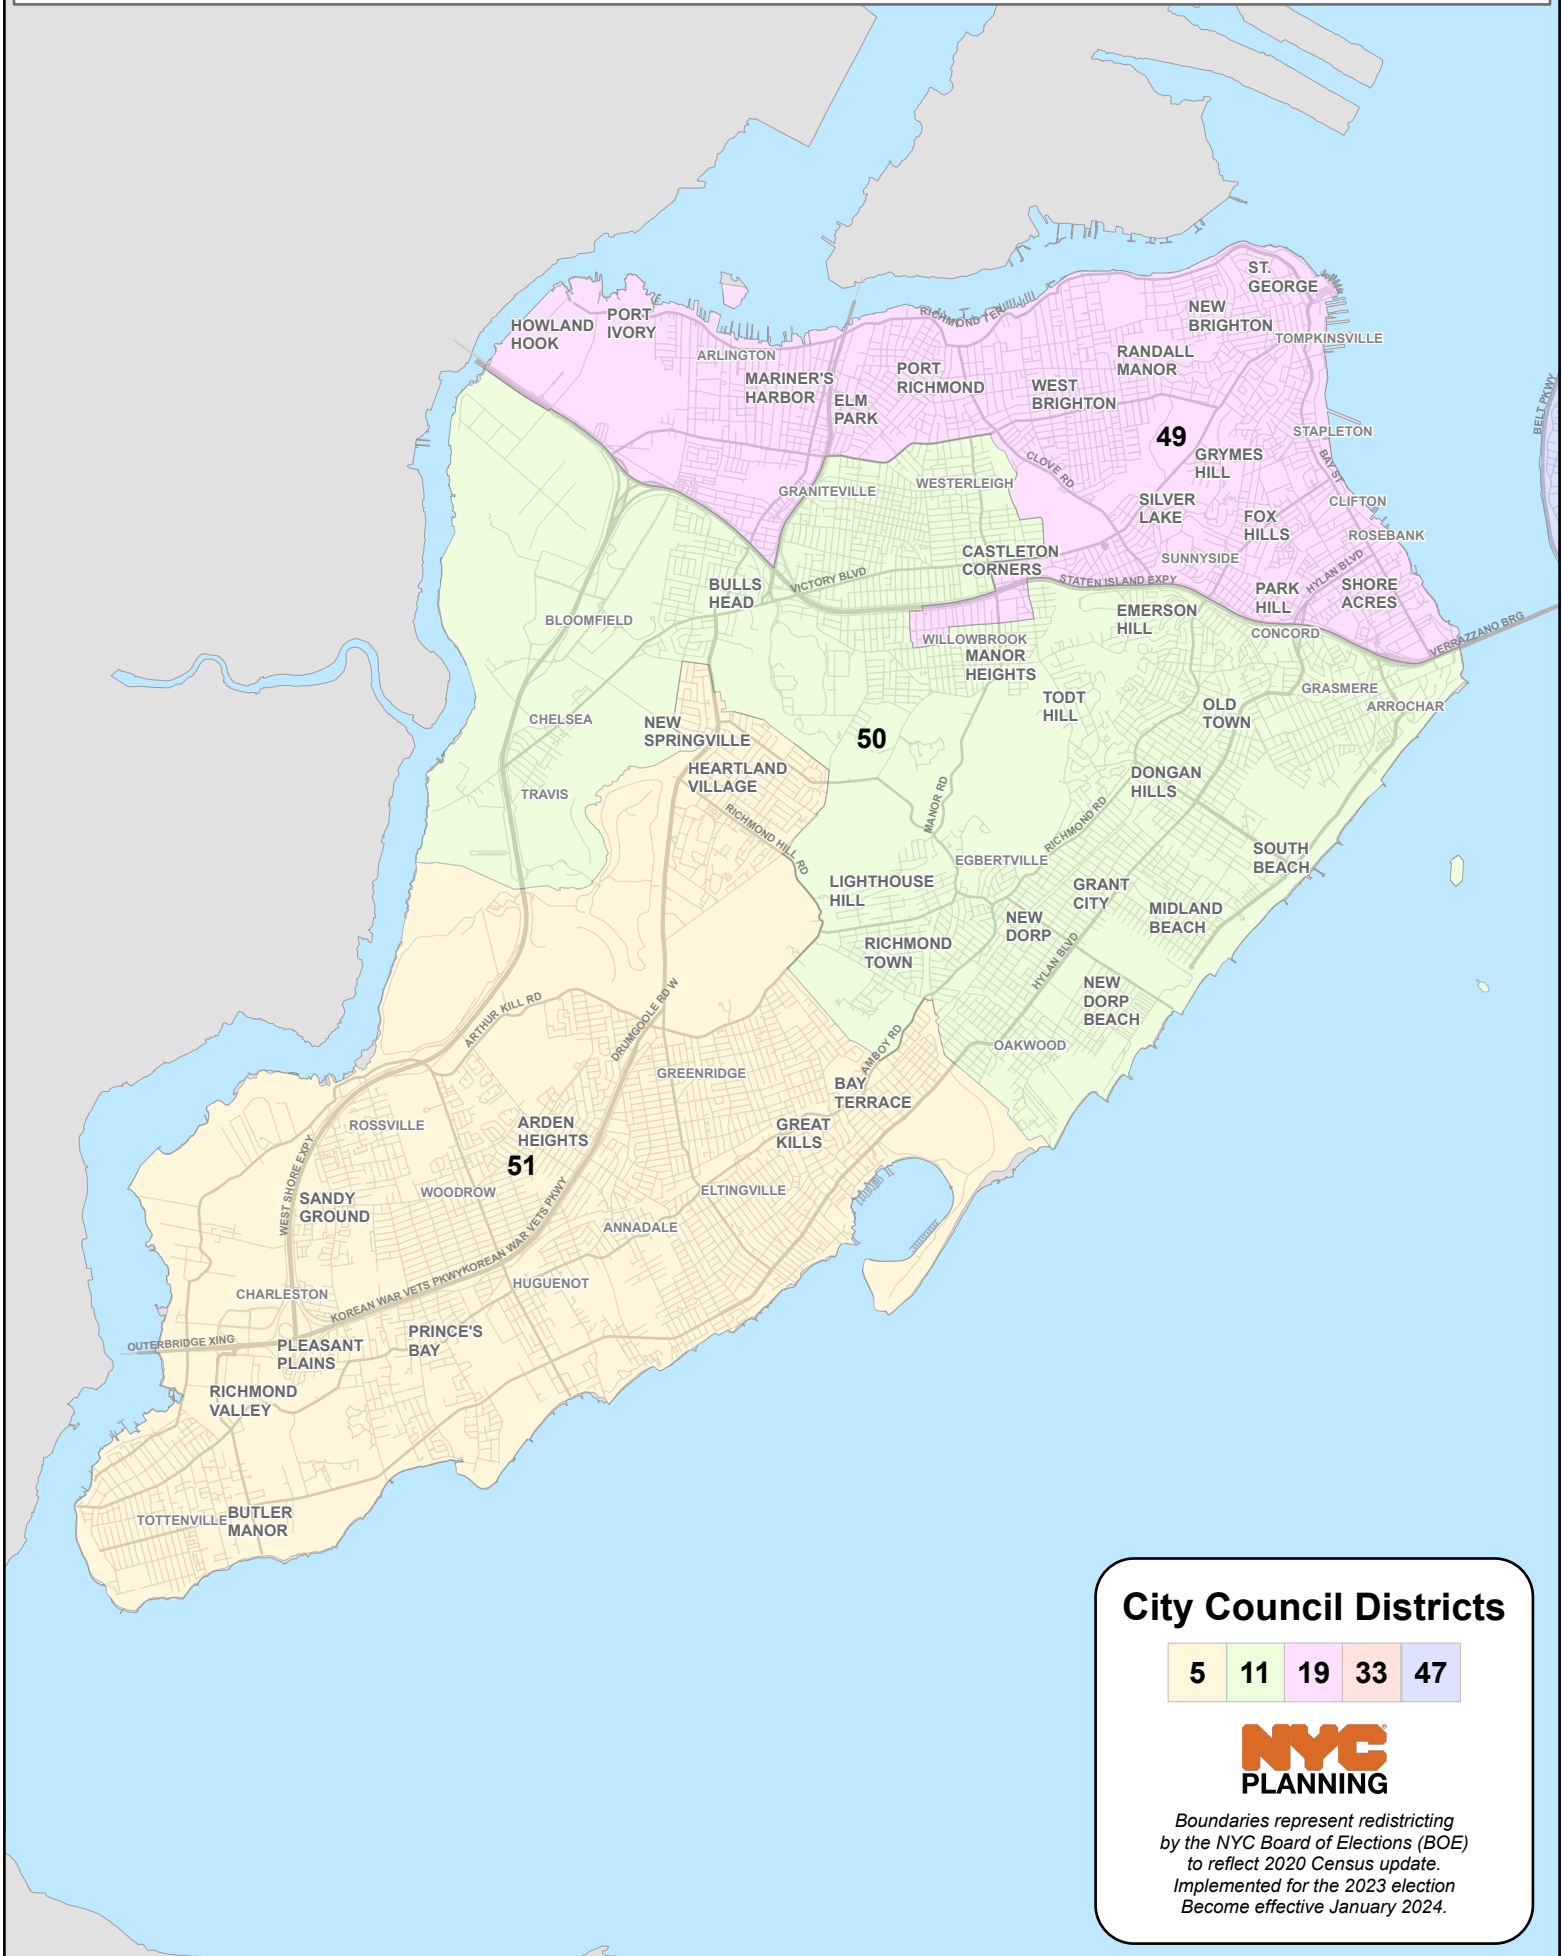 ST.
GEORGE
NEW
BRIGHTON
TOMPKINSVILLE
HOWLAND
HOOK
PORT
IVORY
RICHMOND TER
ARLINGTON
RANDALL
MANOR
MARINER'S
HARBOR
ELM
PARK
PORT
RICHMOND
WEST
BRIGHTON
BELT PKWY
49
STAPLETON
GRYMES
HILL
BAY ST
CLOVE RD
GRANITEVILLE
WESTERLEIGH
SILVER
LAKE
CLIFTON
FOX
HILLS
ROSEBANK
CASTLETON
CORNERS
SUNNYSIDE
HYLAN BLVD
VICTORY BLVD
STATEN ISLAND EXPY
BULLS
HEAD
PARK
HILL
SHORE
ACRES
EMERSON
HILL
BLOOMFIELD
CONCORD
VERRAZZANO BRG
WILLOWBROOK
MANOR
HEIGHTS
GRASMERE
TODT
HILL
OLD
TOWN
ARROCHAR
CHELSEA
NEW
SPRINGVILLE
50
HEARTLAND
VILLAGE
DONGAN
HILLS
TRAVIS
MANOR RD
RICHMOND HILL RD
RICHMOND RD
SOUTH
BEACH
EGBERTVILLE
LIGHTHOUSE
HILL
GRANT
CITY
MIDLAND
BEACH
NEW
DORP
RICHMOND
TOWN
HYLAN BLVD
NEW
DORP
BEACH
ARTHUR KILL RD
DRUMGOOLE RD W
AMBOY RD
OAKWOOD
GREENRIDGE
BAY
TERRACE
ROSSVILLE
ARDEN
HEIGHTS
GREAT
KILLS
51
WEST SHORE EXPY
WOODROW
ELTINGVILLE
SANDY
GROUND
ANNADALE
KOREAN WAR VETS PKWY
KOREAN WAR VETS PKWY
HUGUENOT
CHARLESTON
OUTERBRIDGE XING
PLEASANT
PLAINS
PRINCE'S
BAY
RICHMOND
VALLEY
TOTTENVILLE
BUTLER
MANOR
City Council Districts
5 11 19 33 47
NYC
PLANNING
Boundaries represent redistricting
by the NYC Board of Elections (BOE)
to reflect 2020 Census update.
Implemented for the 2023 election
Become effective January 2024.